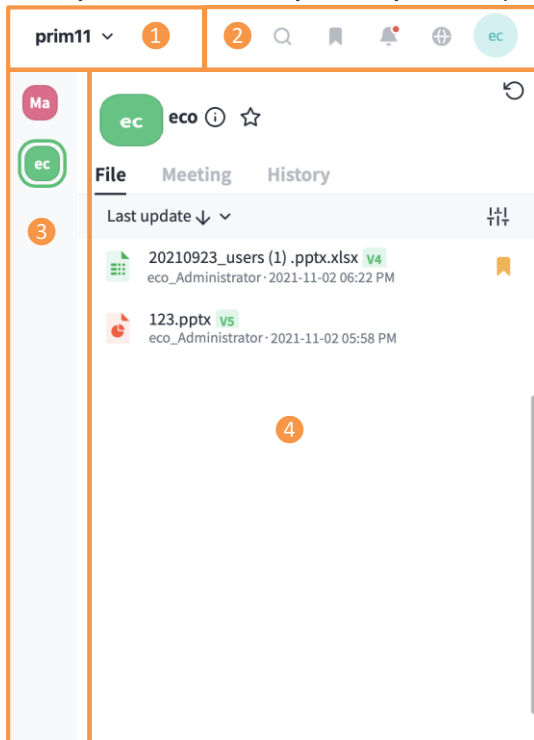 prim11 1 2 ec
Ma
ec eco
ec
File Meeting History
3 Last update
20210923_users (1) .pptx.xlsx V4
eco_Administrator · 2021-11-02 06:22 PM
123.pptx V5
eco_Administrator · 2021-11-02 05:58 PM
4